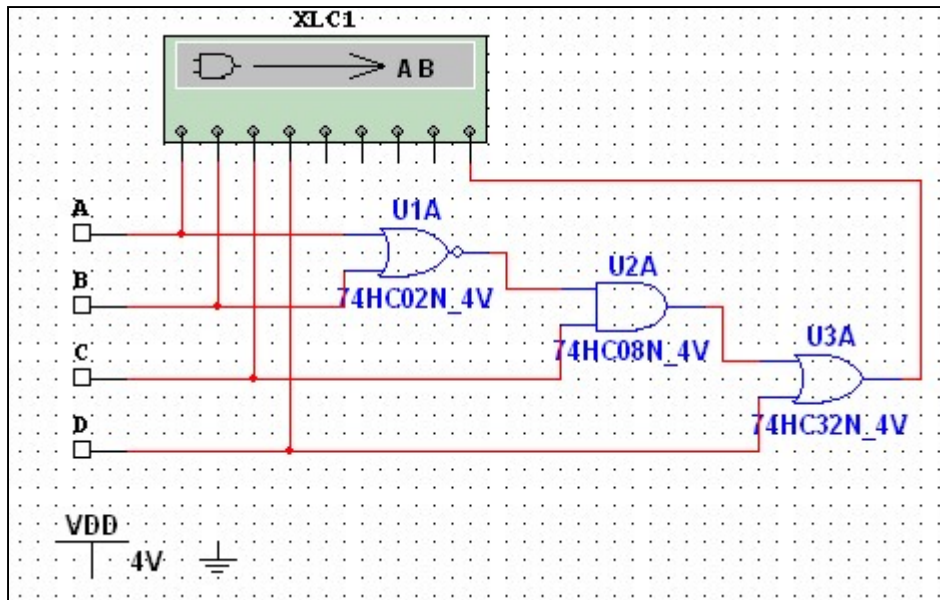 XLC1
A B
A
U1A
B
74HC02N_4V
U2A
C
74HC08N_4V
U3A
D
74HC32N_4V
VDD
4V